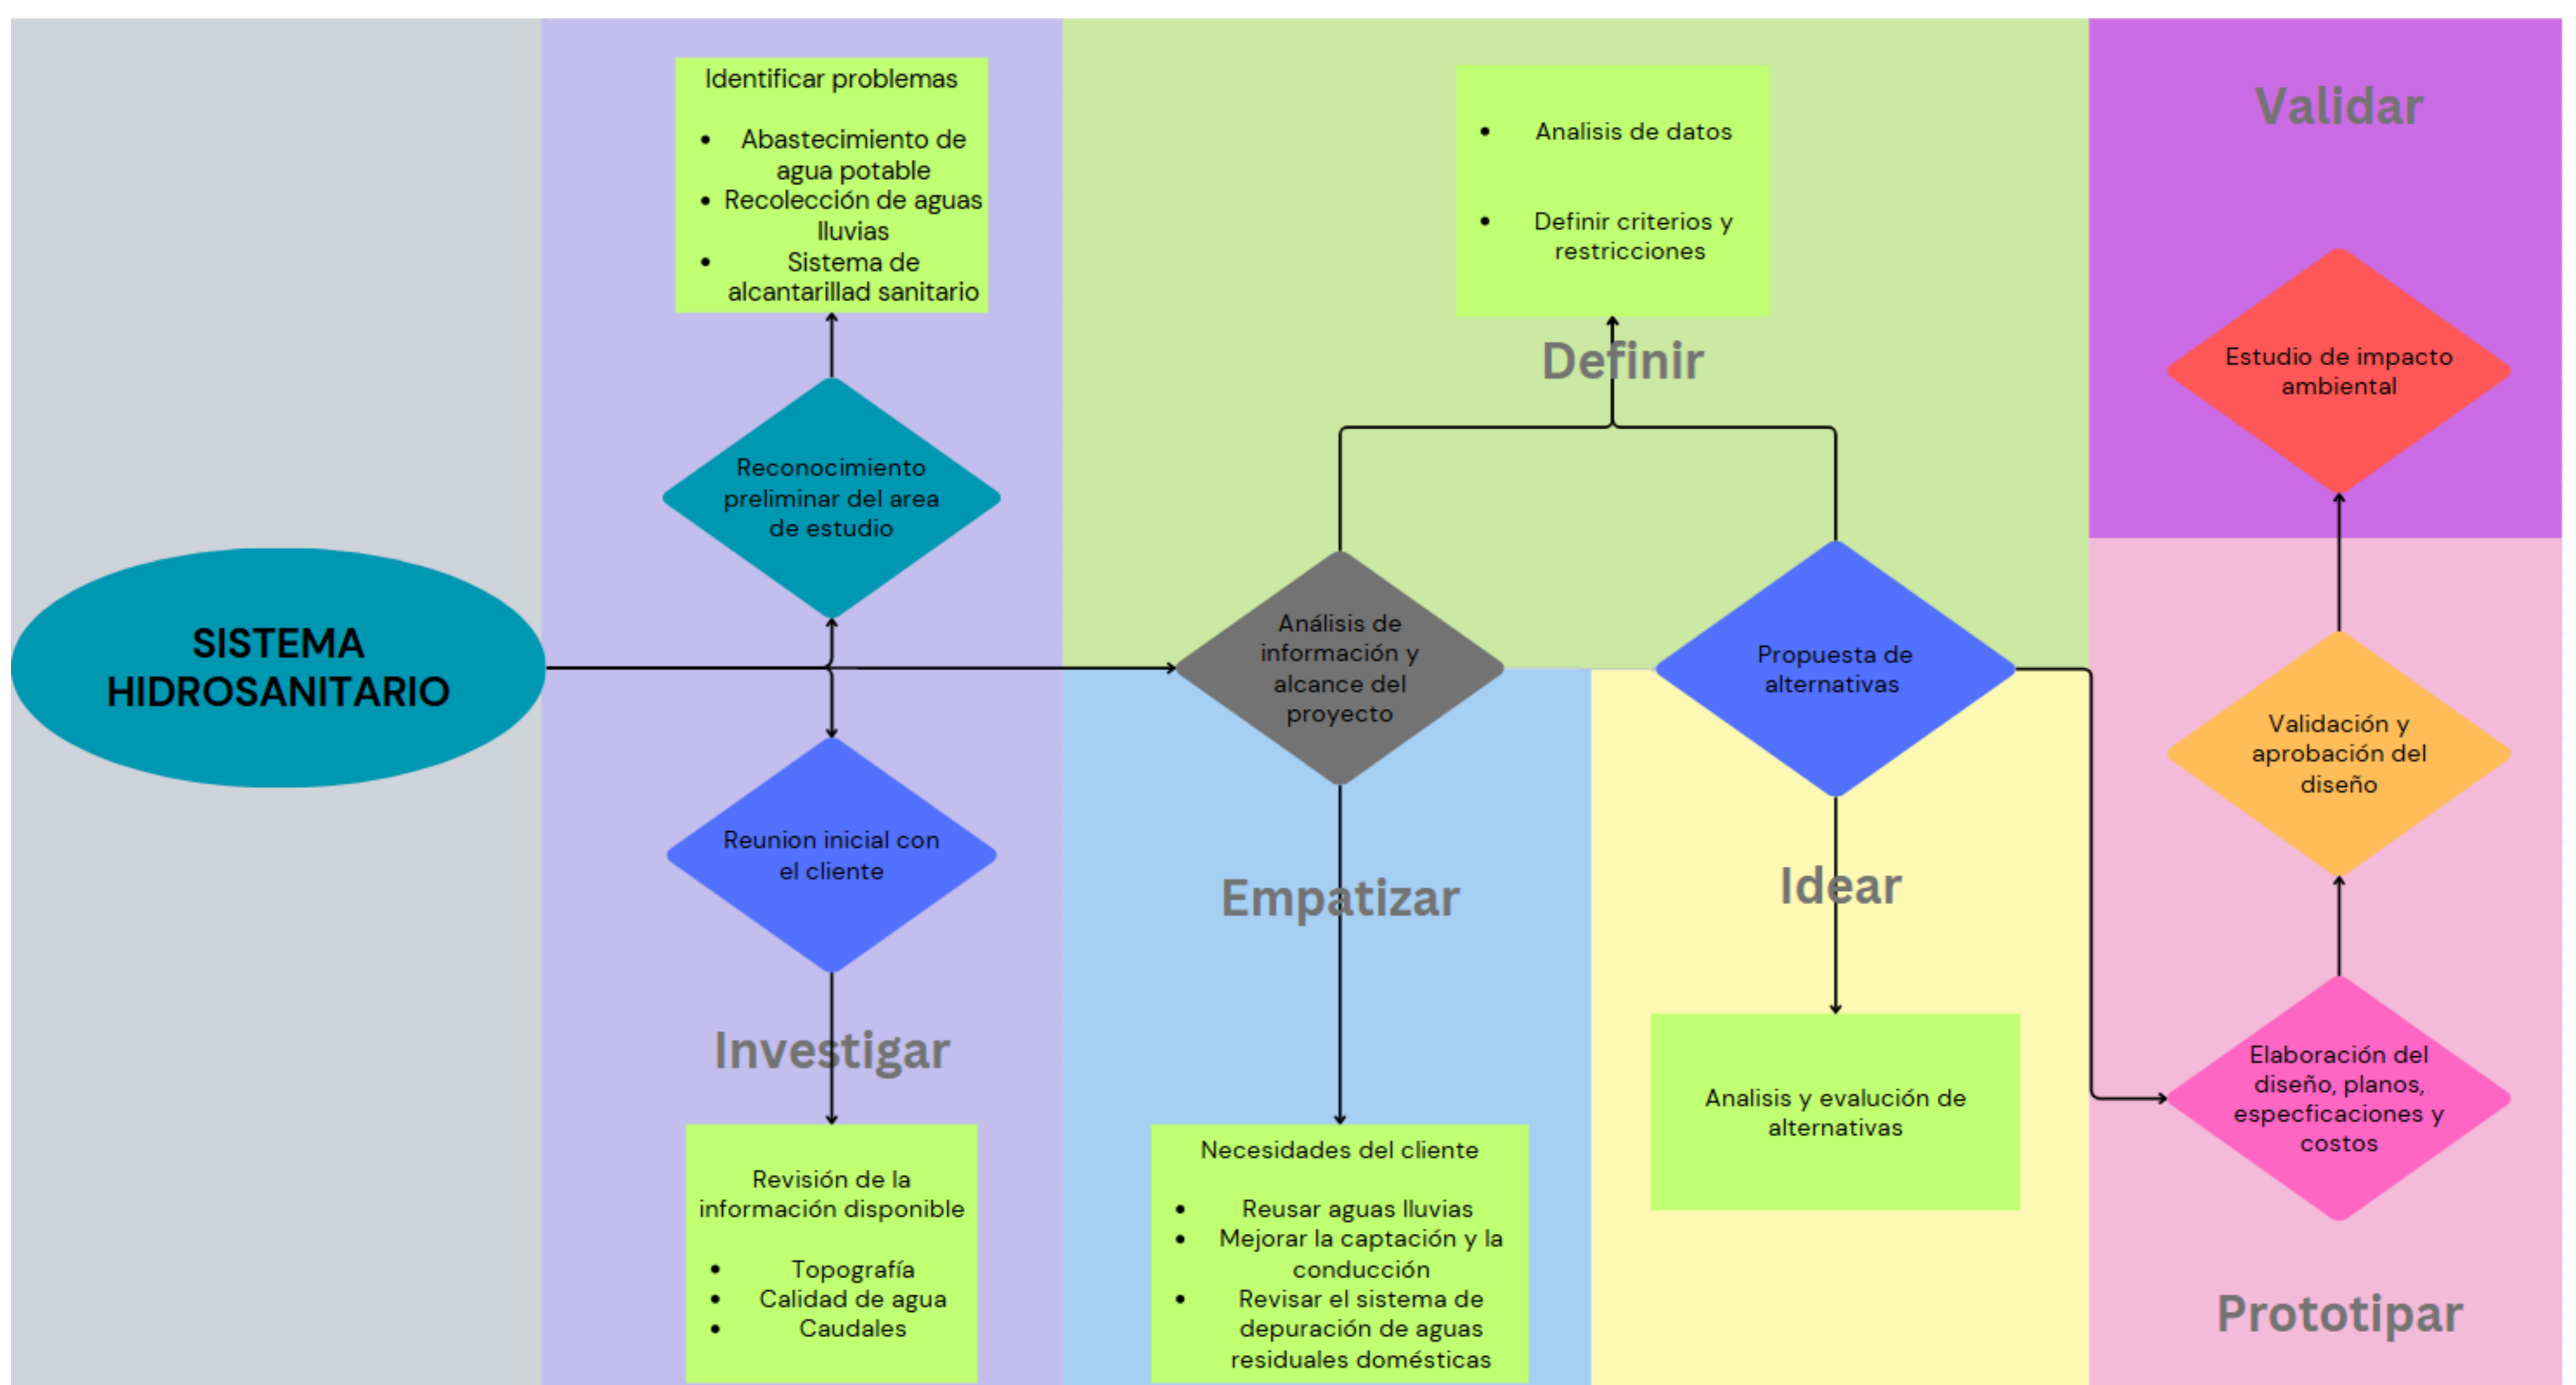 SISTEMA
HIDROSANITARIO
Identificar problemas
• Abastecimiento de
agua potable
• Recolección de aguas
lluvias
• Sistema de
alcantarillad sanitario
Reconocimiento
preliminar del area
de estudio
Reunion inicial con
el cliente
Investigar
Revisión de la
información disponible
• Topografía
• Calidad de agua
• Caudales
• Analisis de datos
• Definir criterios y
restricciones
Definir
Análisis de
información y
alcance del
proyecto
Empatizar
Necesidades del cliente
• Reusar aguas lluvias
• Mejorar la captación y la
conducción
• Revisar el sistema de
depuración de aguas
residuales domésticas
Propuesta de
alternativas
Idear
Analisis y evalución de
alternativas
Validar
Estudio de impacto
ambiental
Validación y
aprobación del
diseño
Elaboración del
diseño, planos,
especficaciones y
costos
Prototipar